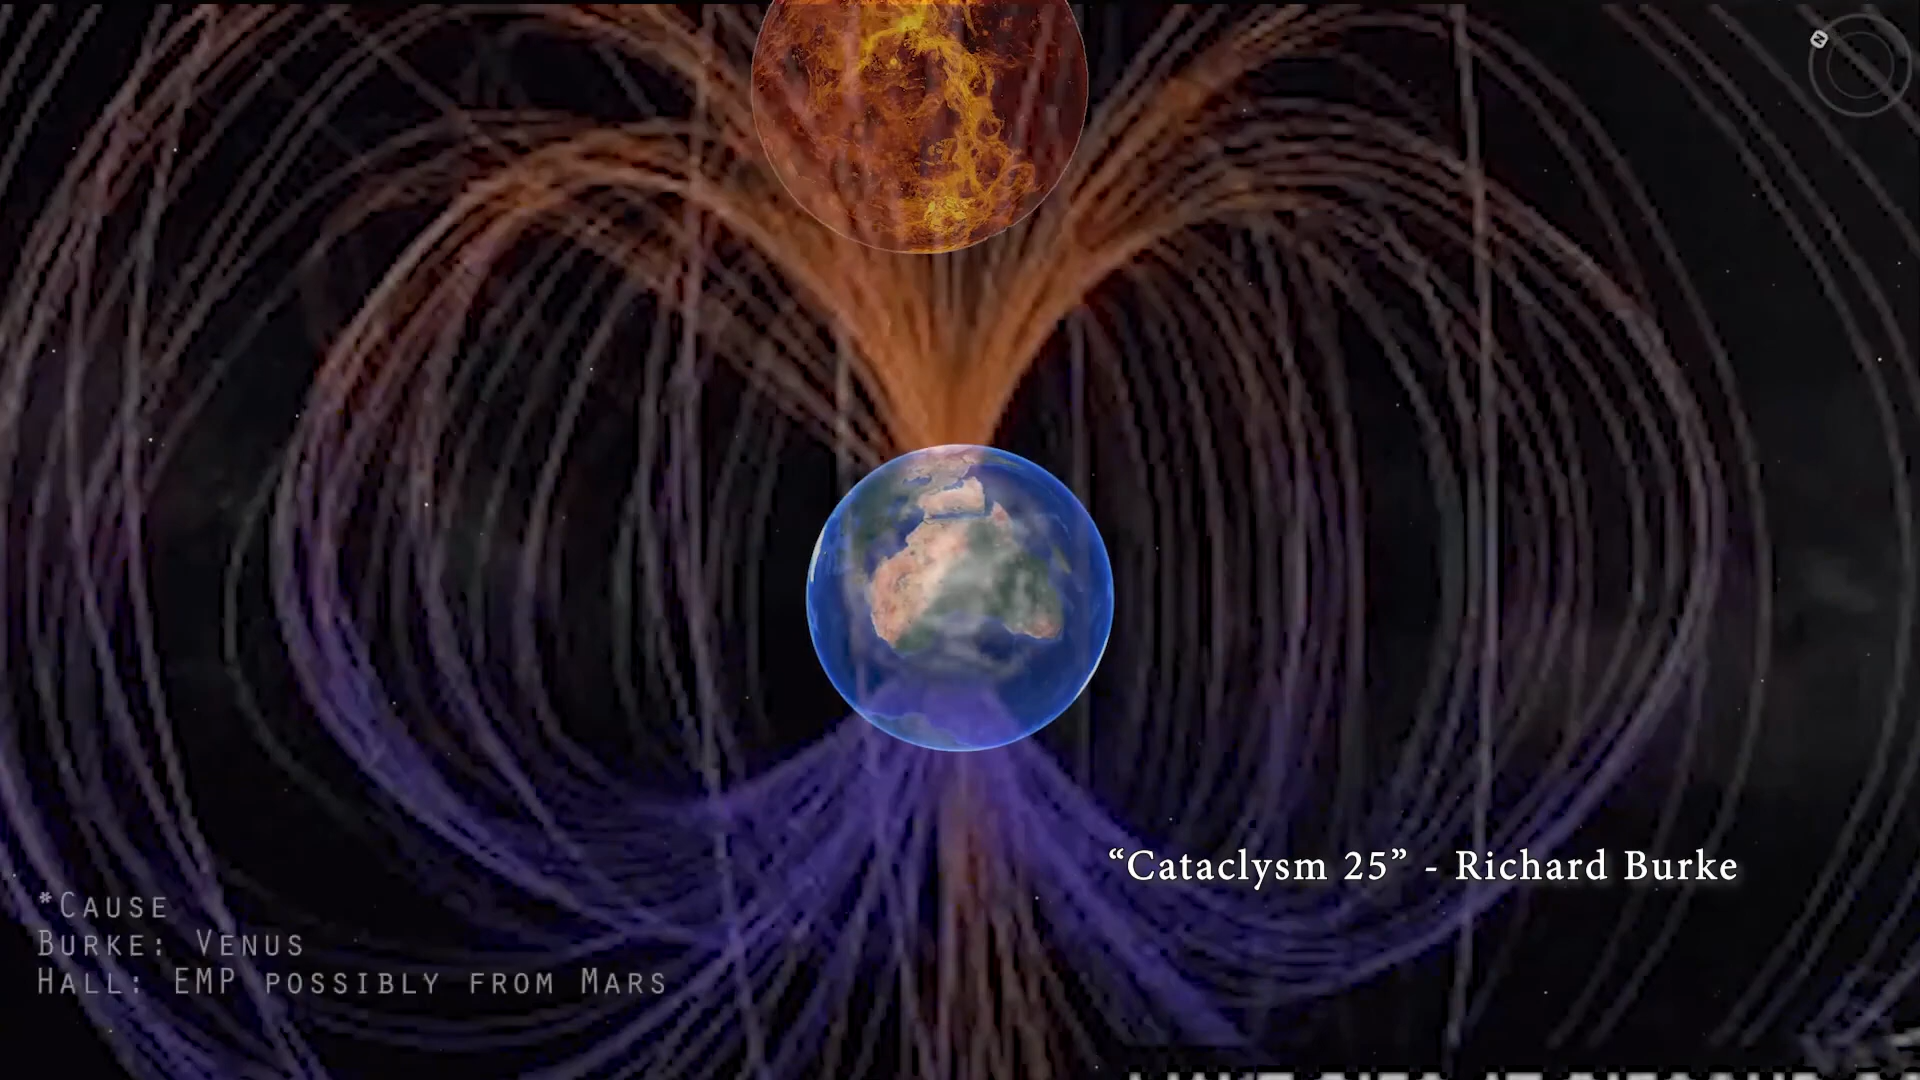 N
“Cataclysm 25” - Richard Burke
*Cause
Burke: Venus
Hall: EMP possibly from Mars